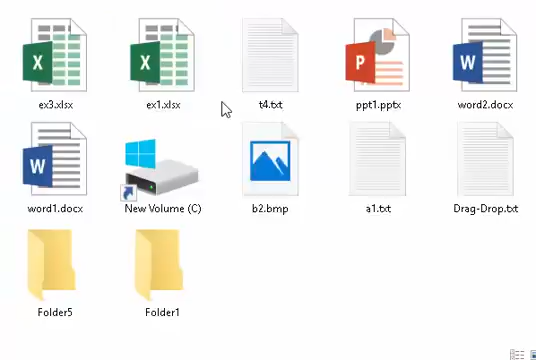 ex3.xlsx
ex1.xlsx
t4.txt
ppt1.pptx
word2.docx
word1.docx
New Volume (C)
b2.bmp
a1.txt
Drag-Drop.txt
Folder5
Folder1